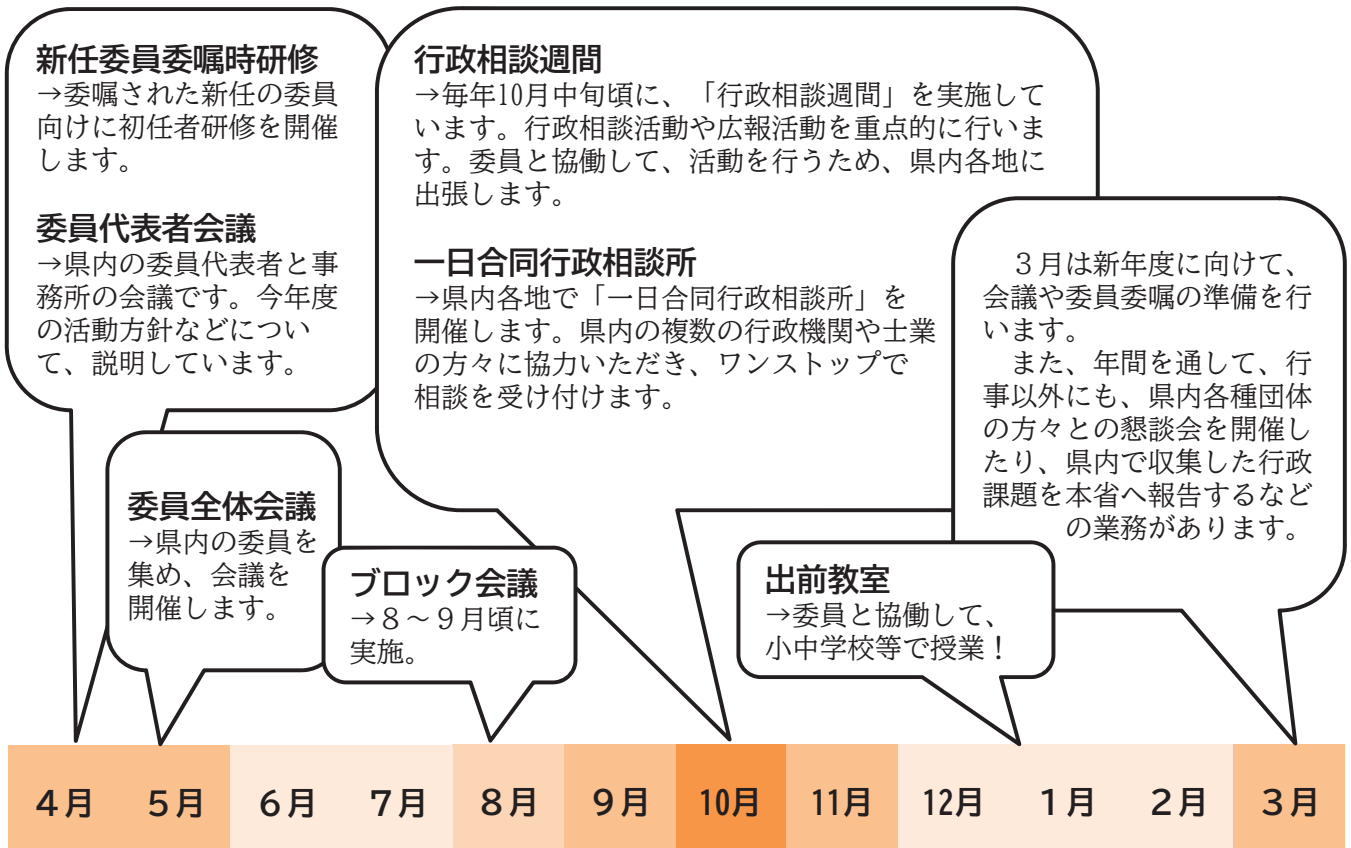 新任委員委嘱時研修
→委嘱された新任の委員
向けに初任者研修を開催
します。
委員代表者会議
→県内の委員代表者と事
務所の会議です。今年度
の活動方針などについ
て、説明しています。
委員全体会議
→県内の委員を
集め、会議を
開催します。
ブロック会議
→８～９月頃に
実施。
行政相談週間
→毎年10月中旬頃に、「行政相談週間」を実施して
います。行政相談活動や広報活動を重点的に行いま
す。委員と協働して、活動を行うため、県内各地に
出張します。
一日合同行政相談所
→県内各地で「一日合同行政相談所」を
開催します。県内の複数の行政機関や士業
の方々に協力いただき、ワンストップで
相談を受け付けます。
出前教室
→委員と協働して、
小中学校等で授業！
３月は新年度に向けて、
会議や委員委嘱の準備を行
います。
また、年間を通して、行
事以外にも、県内各種団体
の方々との懇談会を開催し
たり、県内で収集した行政
課題を本省へ報告するなど
の業務があります。
４月 ５月 ６月 ７月 ８月 ９月 10月 11月 12月 １月 ２月 ３月